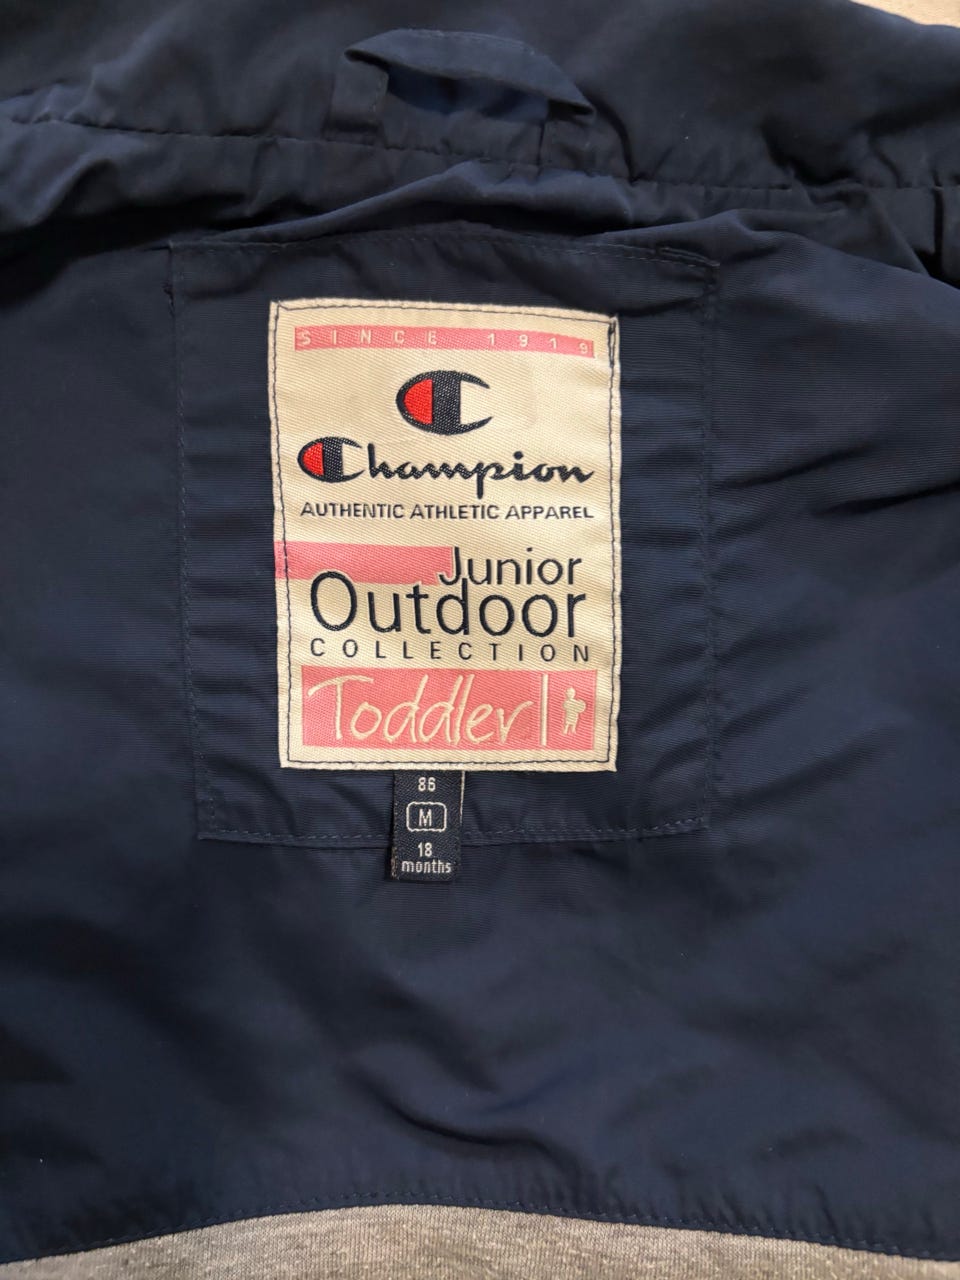 SINCE 1919
Champion
AUTHENTIC ATHLETIC APPAREL
Junior
Outdoor
COLLECTION
Toddler
86
M
18
months